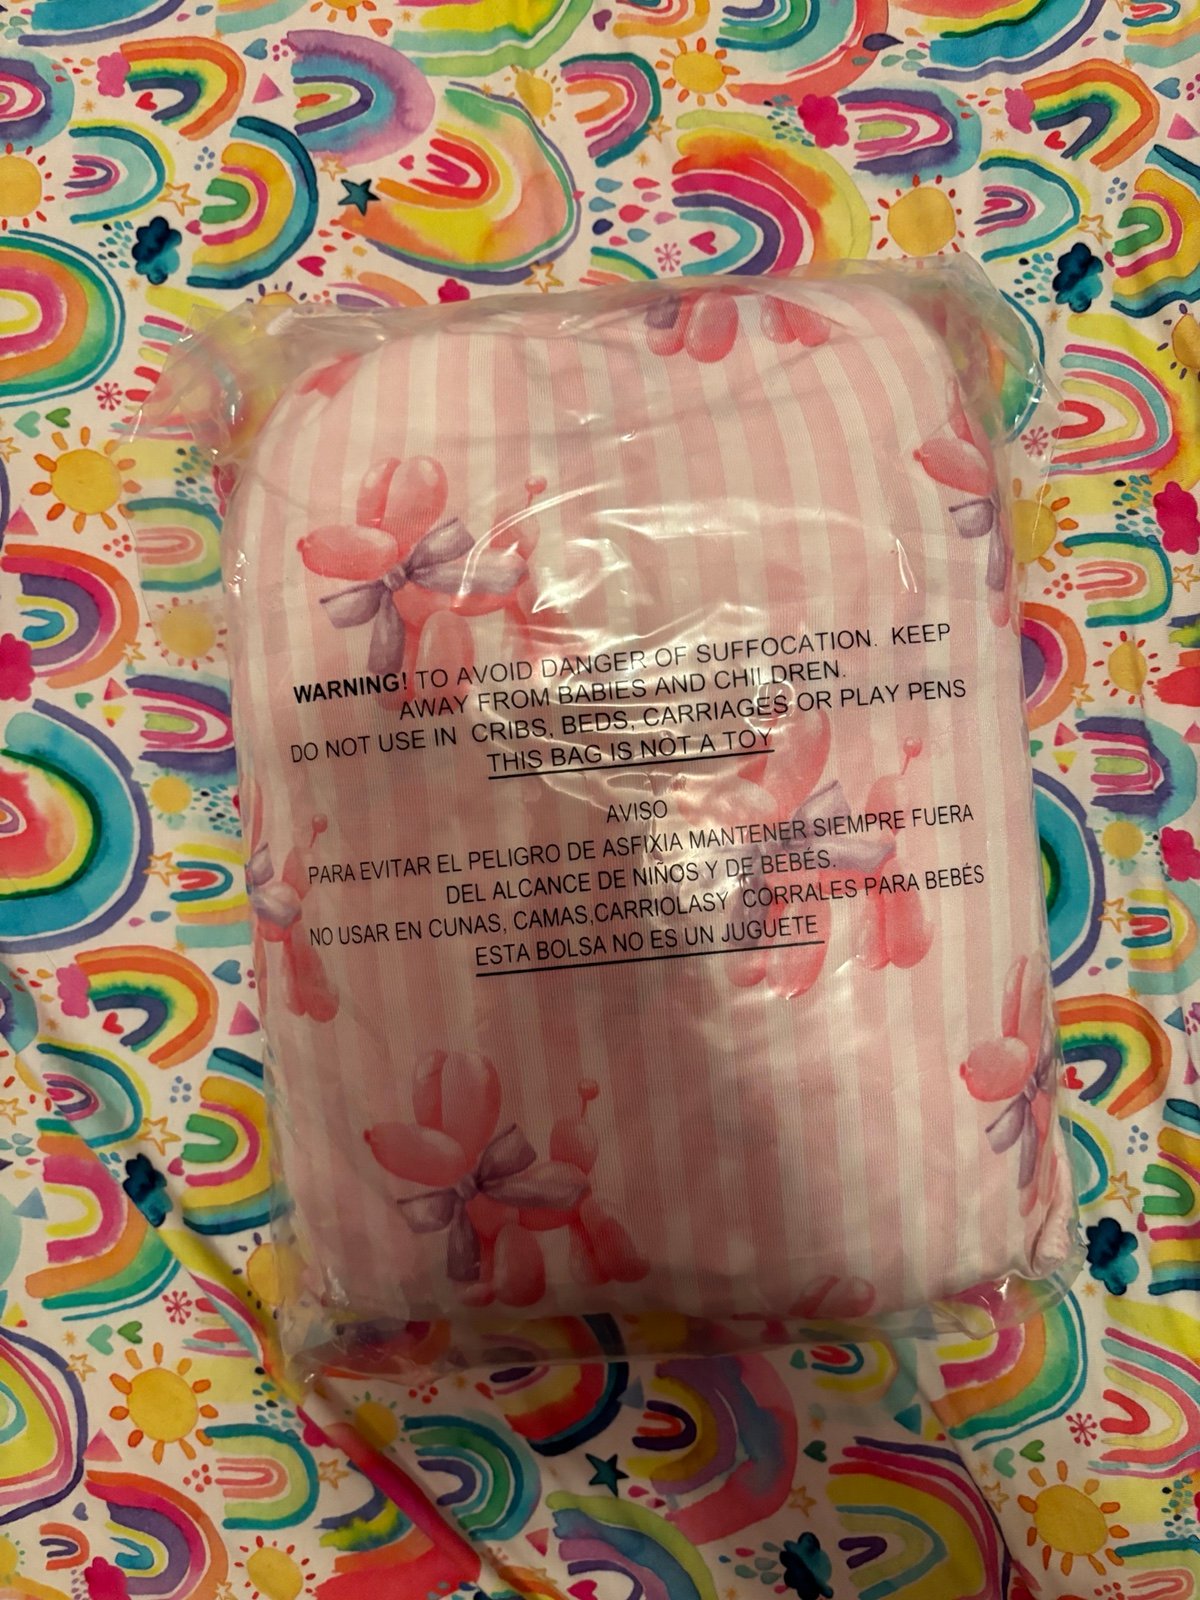 WARNING! TO AVOID DANGER OF SUFFOCATION. KEEP
AWAY FROM BABIES AND CHILDREN.
DO NOT USE IN CRIBS, BEDS, CARRIAGES OR PLAY PENS
THIS BAG IS NOT A TOY
AVISO
PARA EVITAR EL PELIGRO DE ASFIXIA MANTENER SIEMPRE FUERA
DEL ALCANCE DE NIÑOS Y DE BEBÉS.
NO USAR EN CUNAS, CAMAS,CARRIOLASY CORRALES PARA BEBÉS
ESTA BOLSA NO ES UN JUGUETE